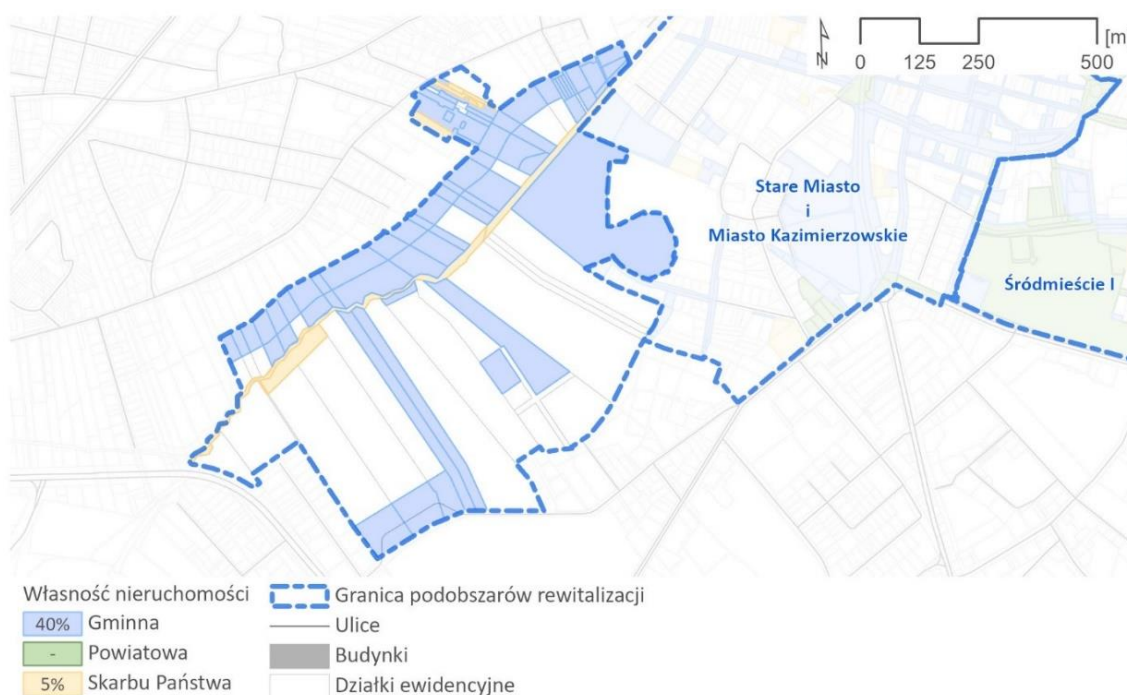 [m]
N
0 125 250 500
Stare Miasto
i
Miasto Kazimierzowskie
Śródmieście I
Własność nieruchomości
40% Gminna
- Powiatowa
5% Skarbu Państwa
Granica podobszarów rewitalizacji
Ulice
Budynki
Działki ewidencyjne